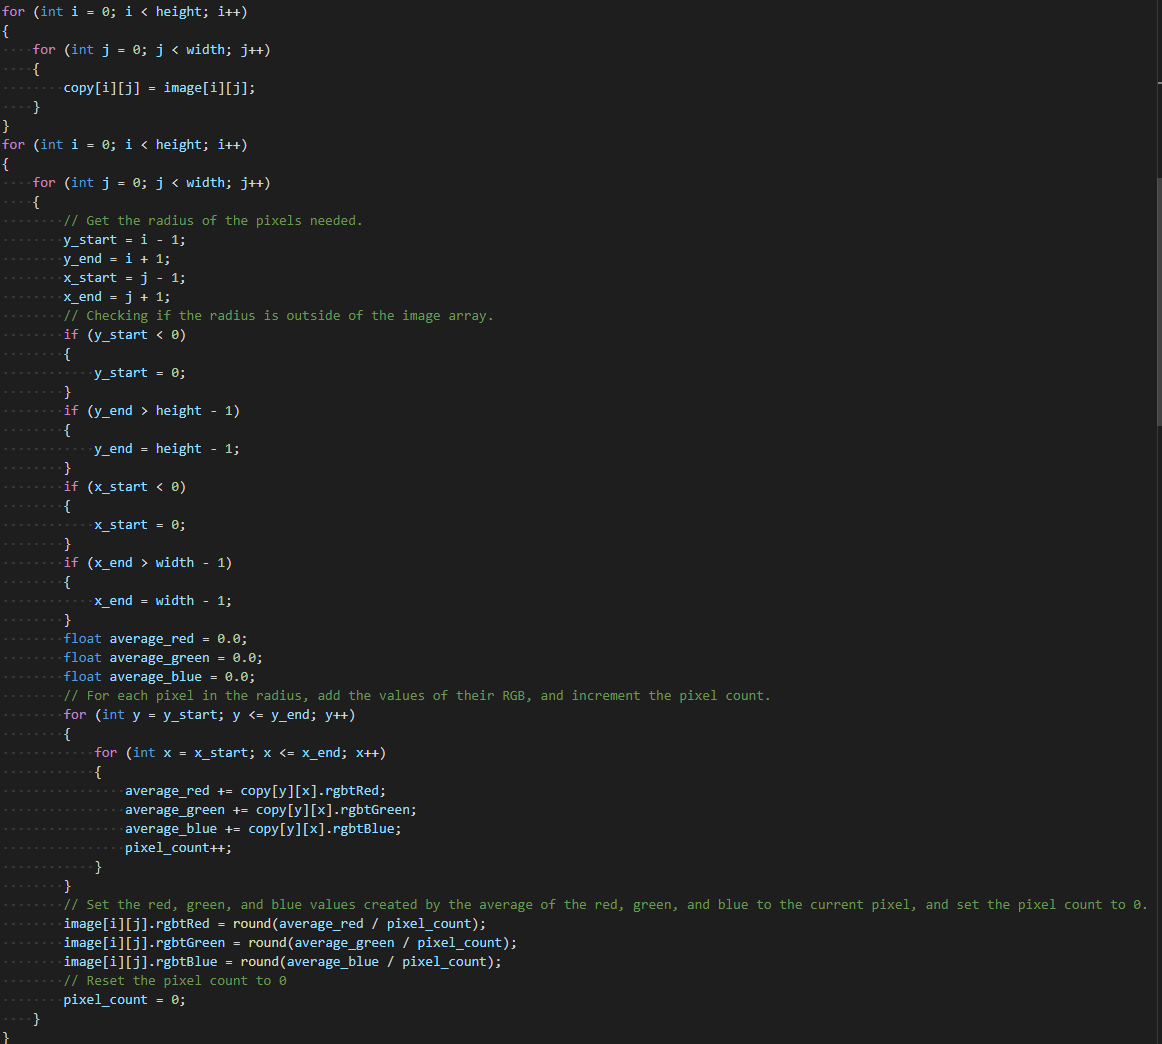 for (int i = 0; i < height; i++)
{
    for (int j = 0; j < width; j++)
    {
        copy[i][j] = image[i][j];
    }
}
for (int i = 0; i < height; i++)
{
    for (int j = 0; j < width; j++)
    {
        // Get the radius of the pixels needed.
        y_start = i - 1;
        y_end = i + 1;
        x_start = j - 1;
        x_end = j + 1;
        // Checking if the radius is outside of the image array.
        if (y_start < 0)
        {
            y_start = 0;
        }
        if (y_end > height - 1)
        {
            y_end = height - 1;
        }
        if (x_start < 0)
        {
            x_start = 0;
        }
        if (x_end > width - 1)
        {
            x_end = width - 1;
        }
        float average_red = 0.0;
        float average_green = 0.0;
        float average_blue = 0.0;
        // For each pixel in the radius, add the values of their RGB, and increment the pixel count.
        for (int y = y_start; y <= y_end; y++)
        {
            for (int x = x_start; x <= x_end; x++)
            {
                average_red += copy[y][x].rgbtRed;
                average_green += copy[y][x].rgbtGreen;
                average_blue += copy[y][x].rgbtBlue;
                pixel_count++;
            }
        }
        // Set the red, green, and blue values created by the average of the red, green, and blue to the current pixel, and set the pixel count to 0.
        image[i][j].rgbtRed = round(average_red / pixel_count);
        image[i][j].rgbtGreen = round(average_green / pixel_count);
        image[i][j].rgbtBlue = round(average_blue / pixel_count);
        // Reset the pixel count to 0
        pixel_count = 0;
    }
}